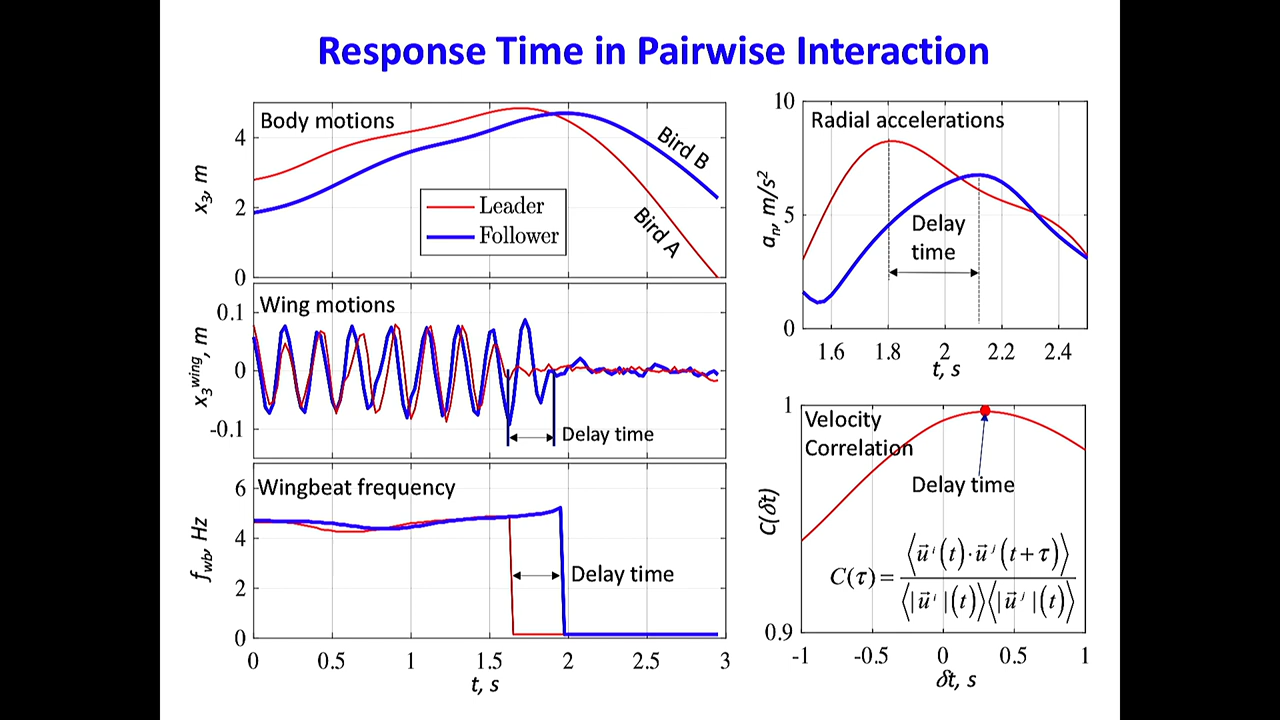 Response Time in Pairwise Interaction
Body motions
4
2
0
x₃, m
Leader
Follower
Bird B
Bird A
Wing motions
0.1
0
-0.1
x₃ʷⁱⁿᵍ, m
Delay time
Wingbeat frequency
6
4
2
0
f_wb, Hz
Delay time
0 0.5 1 1.5 2 2.5 3
t, s
Radial accelerations
10
5
0
aₙ, m/s²
Delay
time
1.6 1.8 2 2.2 2.4
t, s
Velocity
Correlation
1
0.9
C(δt)
Delay time
C(τ) = ⟨u⃗ⁱ(t)·u⃗ʲ(t+τ)⟩ / ⟨|u⃗ⁱ|(t)⟩⟨|u⃗ʲ|(t)⟩
-1 -0.5 0 0.5 1
δt, s